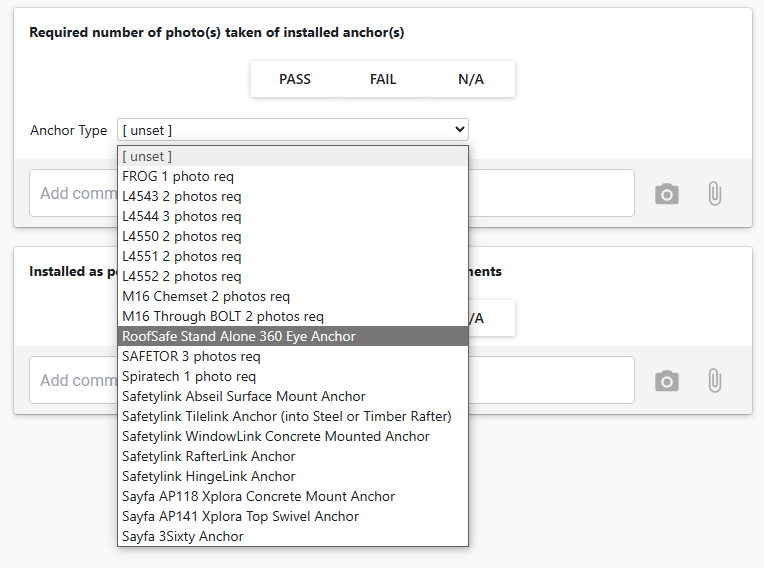 Required number of photo(s) taken of installed anchor(s)
PASS FAIL N/A
Anchor Type [ unset ]
[ unset ]
FROG 1 photo req
Add comm
L4543 2 photos req
L4544 3 photos req
L4550 2 photos req
L4551 2 photos req
L4552 2 photos req
Installed as p ments
M16 Chemset 2 photos req
M16 Through BOLT 2 photos req
/A
RoofSafe Stand Alone 360 Eye Anchor
SAFETOR 3 photos req
Spiratech 1 photo req
Add comm
Safetylink Abseil Surface Mount Anchor
Safetylink Tilelink Anchor (into Steel or Timber Rafter)
Safetylink WindowLink Concrete Mounted Anchor
Safetylink RafterLink Anchor
Safetylink HingeLink Anchor
Sayfa AP118 Xplora Concrete Mount Anchor
Sayfa AP141 Xplora Top Swivel Anchor
Sayfa 3Sixty Anchor